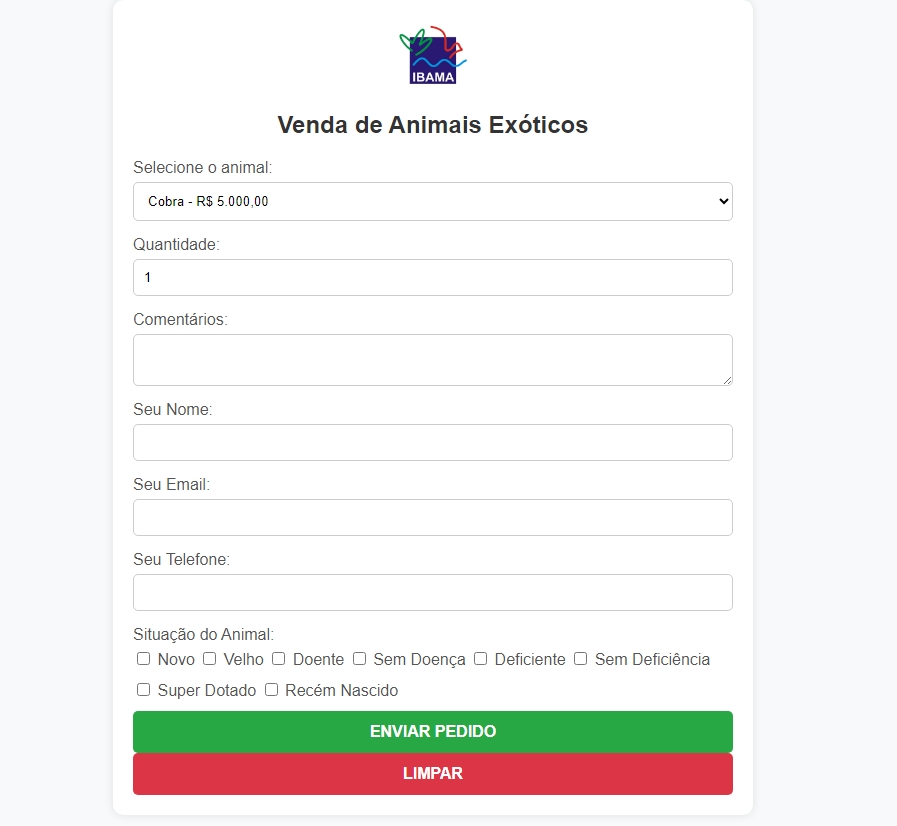 IBAMA
Venda de Animais Exóticos
Selecione o animal:
Cobra - R$ 5.000,00
Quantidade:
1
Comentários:
Seu Nome:
Seu Email:
Seu Telefone:
Situação do Animal:
Novo Velho Doente Sem Doença Deficiente Sem Deficiência
Super Dotado Recém Nascido
ENVIAR PEDIDO
LIMPAR